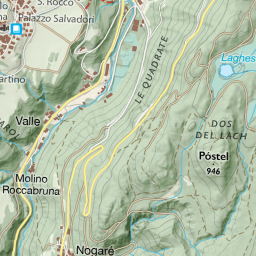 S. Rocco
Palazzo Salvadori
LE QUADRATE
Laghes
artino
Valle
DOS
DEL LACH
Póstel
946
Molino
Roccabruna
Nogaré